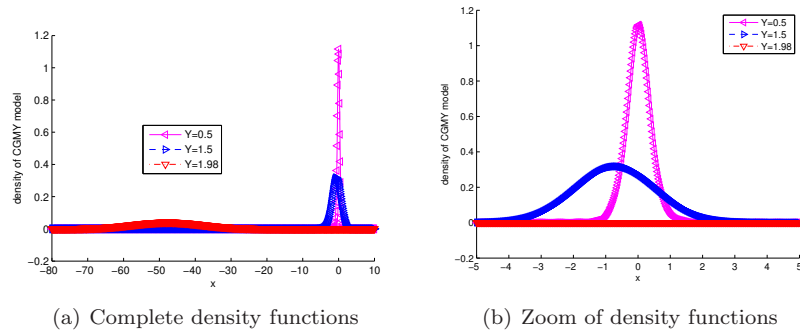 1.2
1
0.8
0.6
0.4
0.2
0
−0.2
density of CGMY model
Y=0.5
Y=1.5
Y=1.98
−80 −70 −60 −50 −40 −30 −20 −10 0 10
x
(a) Complete density functions
1.2
1
0.8
0.6
0.4
0.2
0
−0.2
density of CGMY model
Y=0.5
Y=1.5
Y=1.98
−5 −4 −3 −2 −1 0 1 2 3 4 5
x
(b) Zoom of density functions